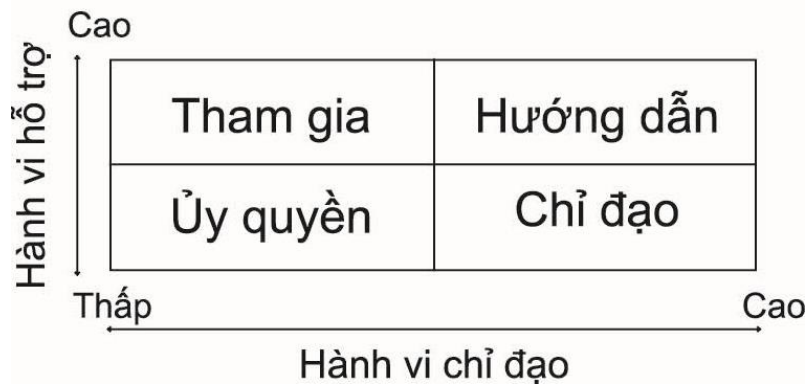 Cao
Hành vi hỗ trợ
Tham gia
Hướng dẫn
Ủy quyền
Chỉ đạo
Thấp
Cao
Hành vi chỉ đạo